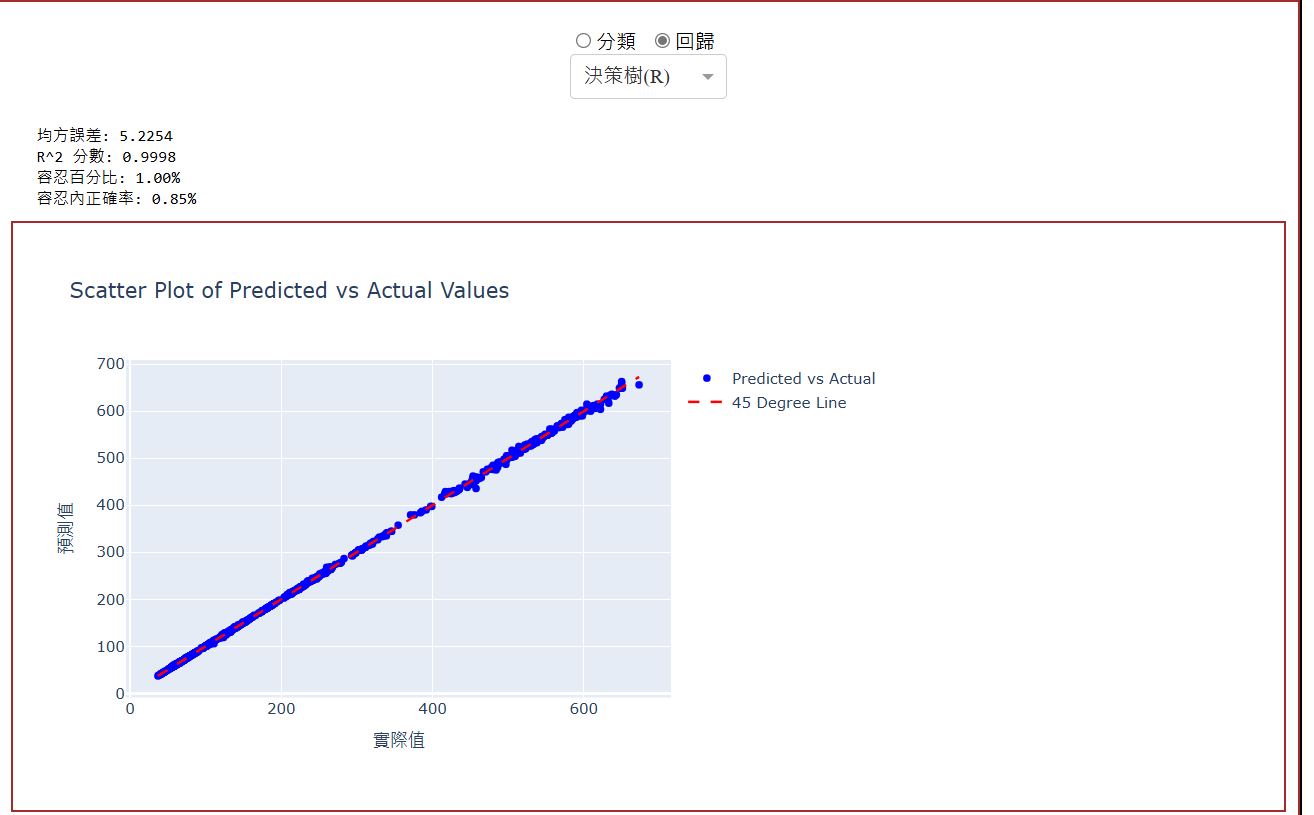 分類 回歸
決策樹(R)
均方誤差: 5.2254
R^2 分數: 0.9998
容忍百分比: 1.00%
容忍內正確率: 0.85%
Scatter Plot of Predicted vs Actual Values
700
600
500
400
300
200
100
0
預測值
0 200 400 600
實際值
Predicted vs Actual
45 Degree Line